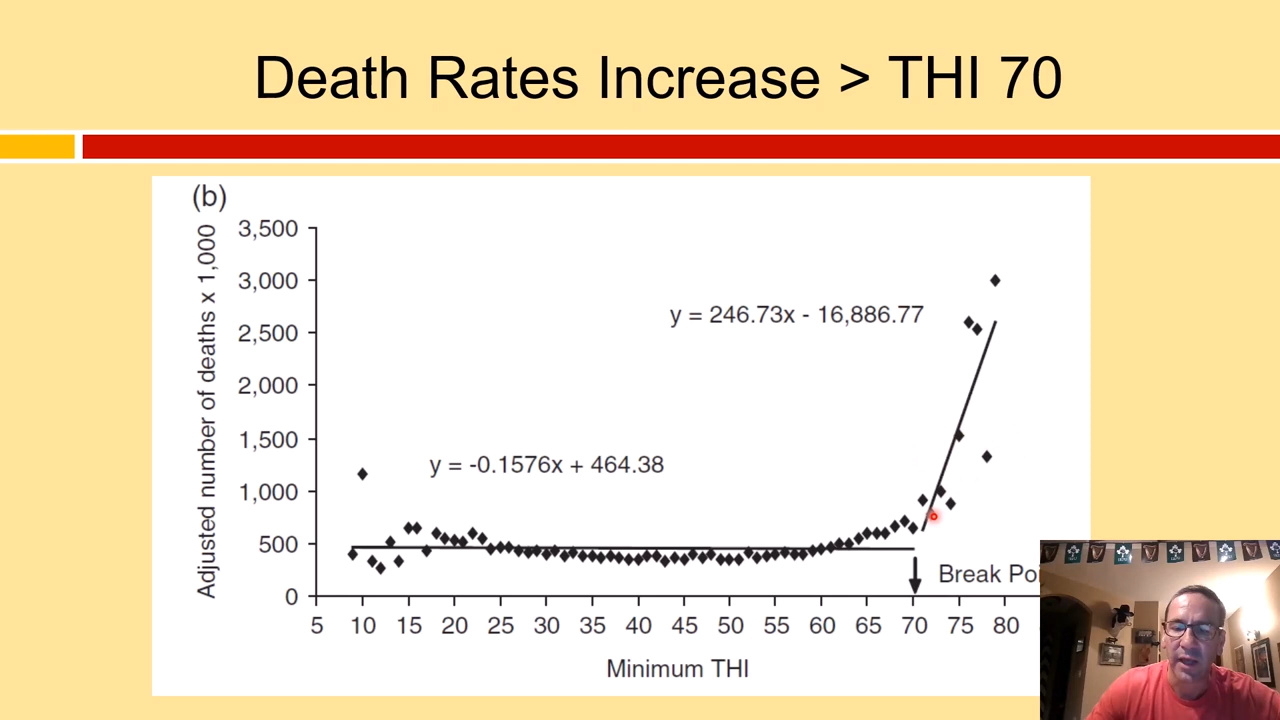 Death Rates Increase > THI 70
(b)
Adjusted number of deaths x 1,000
3,500
3,000
2,500
2,000
1,500
1,000
500
0
y = 246.73x - 16,886.77
y = -0.1576x + 464.38
Break Poi
5 10 15 20 25 30 35 40 45 50 55 60 65 70 75 80
Minimum THI